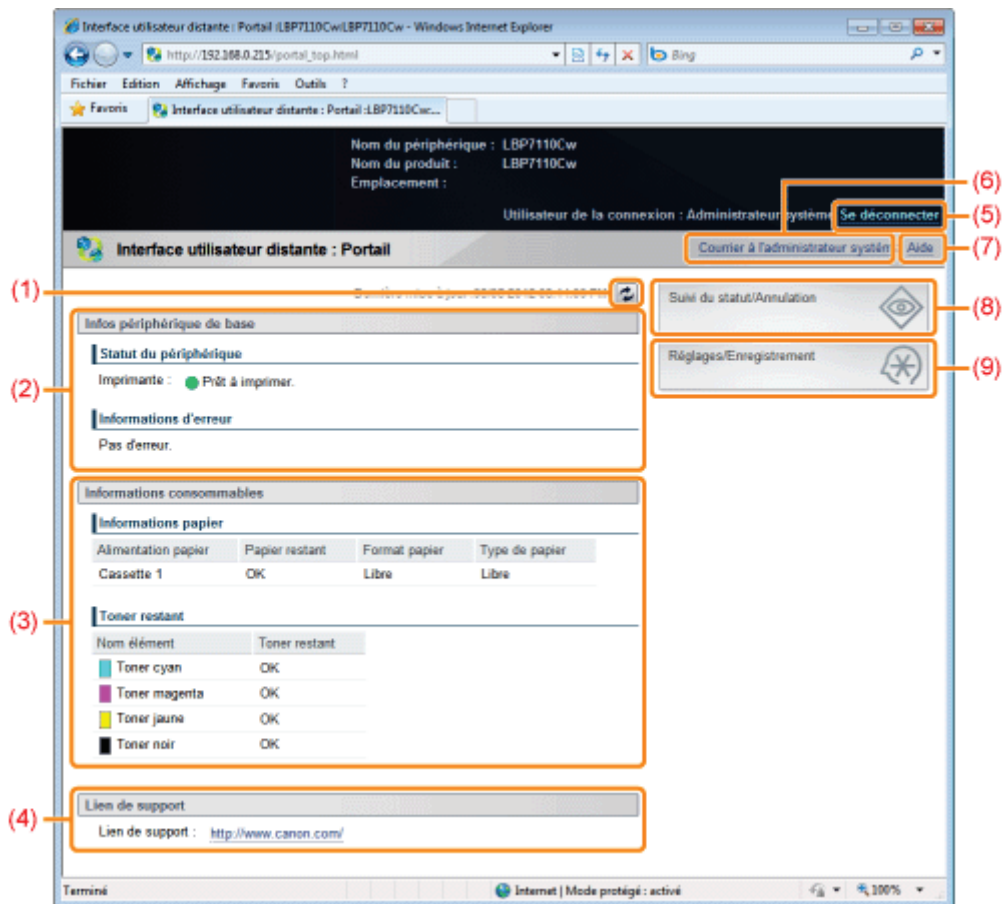 Interface utilisateur distante : Portail :LBP7110Cw:LBP7110Cw - Windows Internet Explorer
http://192.168.0.215/portal_top.html
Bing
Fichier Edition Affichage Favoris Outils ?
Favoris
Interface utilisateur distante : Portail :LBP7110Cw:...
Nom du périphérique : LBP7110Cw
Nom du produit : LBP7110Cw
Emplacement :
(6)
Utilisateur de la connexion : Administrateur système Se déconnecter
(5)
Interface utilisateur distante : Portail
Courrier à l'administrateur systèm
Aide
(7)
(1)
Suivi du statut/Annulation
(8)
Infos périphérique de base
Statut du périphérique
Imprimante : Prêt à imprimer.
(2)
Réglages/Enregistrement
(9)
Informations d'erreur
Pas d'erreur.
Informations consommables
Informations papier
Alimentation papier Papier restant Format papier Type de papier
Cassette 1 OK Libre Libre
(3)
Toner restant
Nom élément Toner restant
Toner cyan OK
Toner magenta OK
Toner jaune OK
Toner noir OK
Lien de support
(4)
Lien de support : http://www.canon.com/
Terminé
Internet | Mode protégé : activé
100%